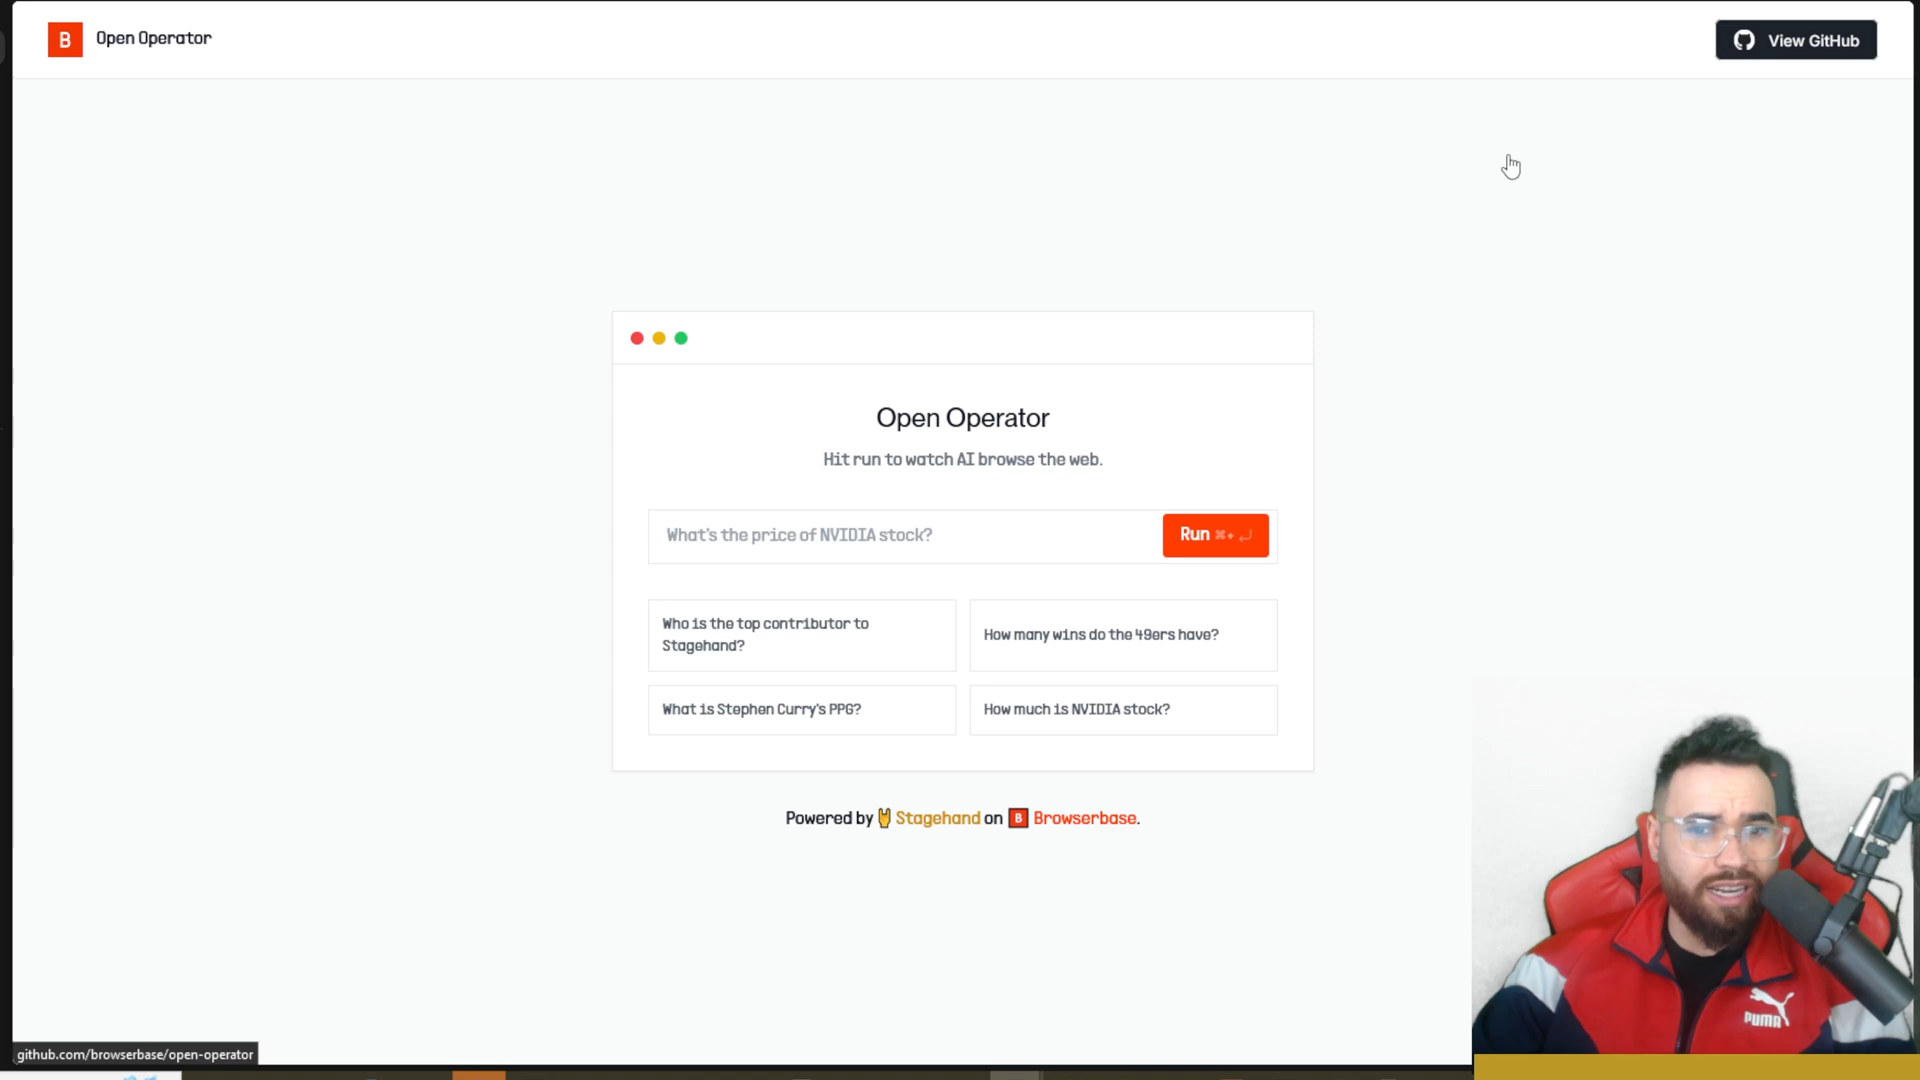 B Open Operator
View GitHub
Open Operator
Hit run to watch AI browse the web.
What's the price of NVIDIA stock?
Run ⌘+ ⏎
Who is the top contributor to
Stagehand?
How many wins do the 49ers have?
What is Stephen Curry's PPG?
How much is NVIDIA stock?
Powered by Stagehand on B Browserbase.
PUMA
github.com/browserbase/open-operator